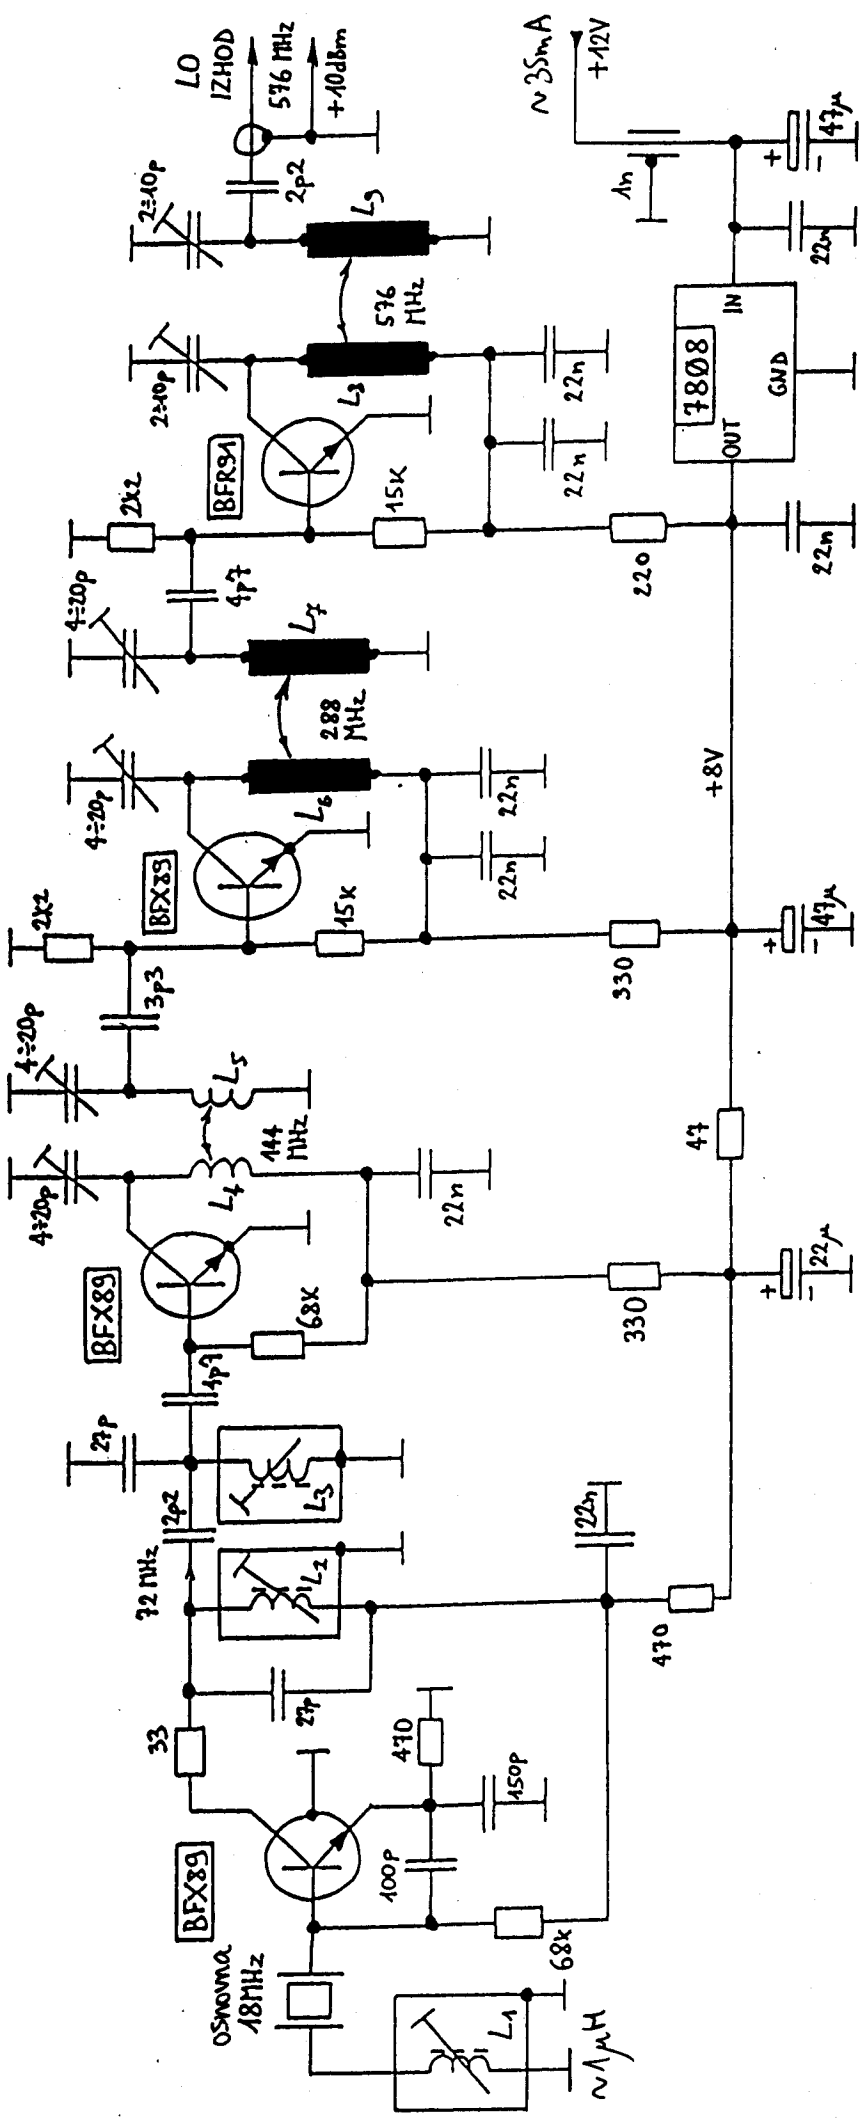 LO
IZHOD
576 MHz
+10dBm
2÷10p
2p2
L9
2÷10p
576
MHz
L8
BFR91
2k2
15k
22n
22n
220
4p7
4÷20p
L7
4÷20p
288
MHz
L6
BFX89
2k2
15k
22n
22n
330
3p3
4÷20p
L5
4÷20p
144
MHz
L4
BFX89
22n
68k
330
4p7
27p
L3
2p2
72 MHz
L2
27p
33
BFX89
470
150p
100p
68k
osnovna
18MHz
L1
~1μH
22n
470
22μ
+
-
47
47μ
+
-
+8V
22n
7808
OUT
IN
GND
22n
47μ
+
-
1n
~35mA
+12V